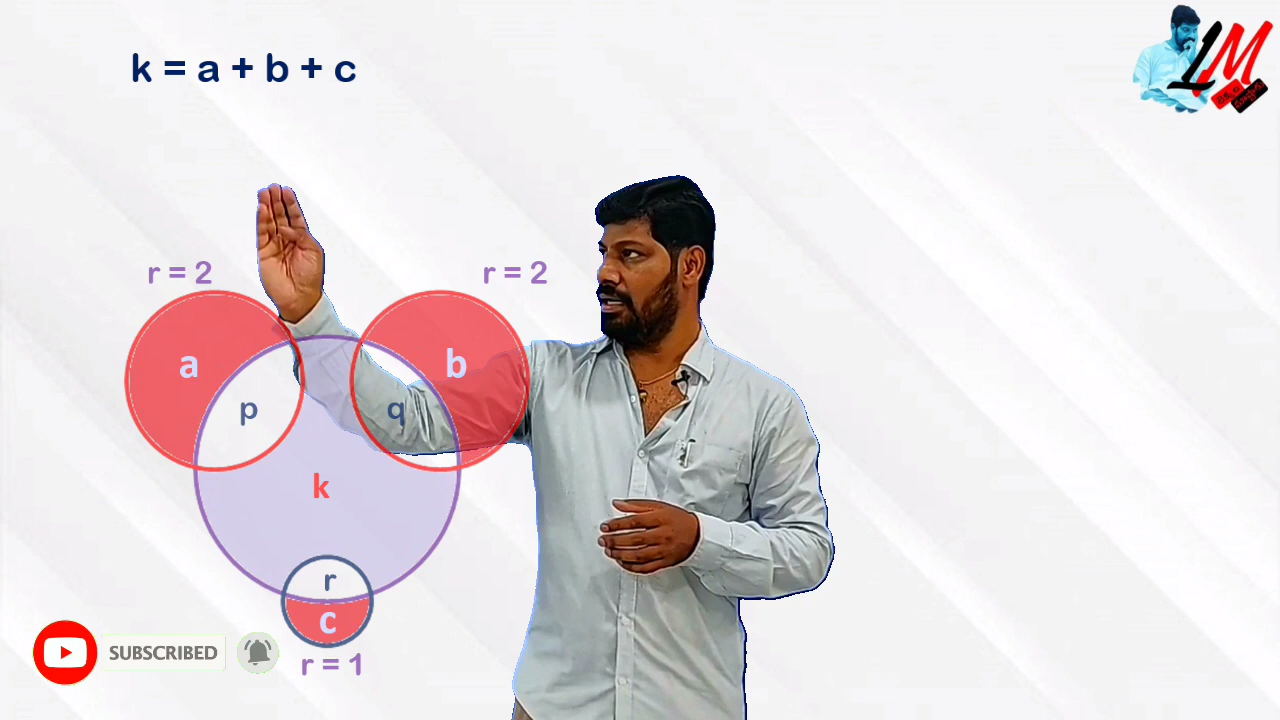 k = a + b + c
LM
r = 2
r = 2
a
b
p
q
k
r
c
r = 1
SUBSCRIBED